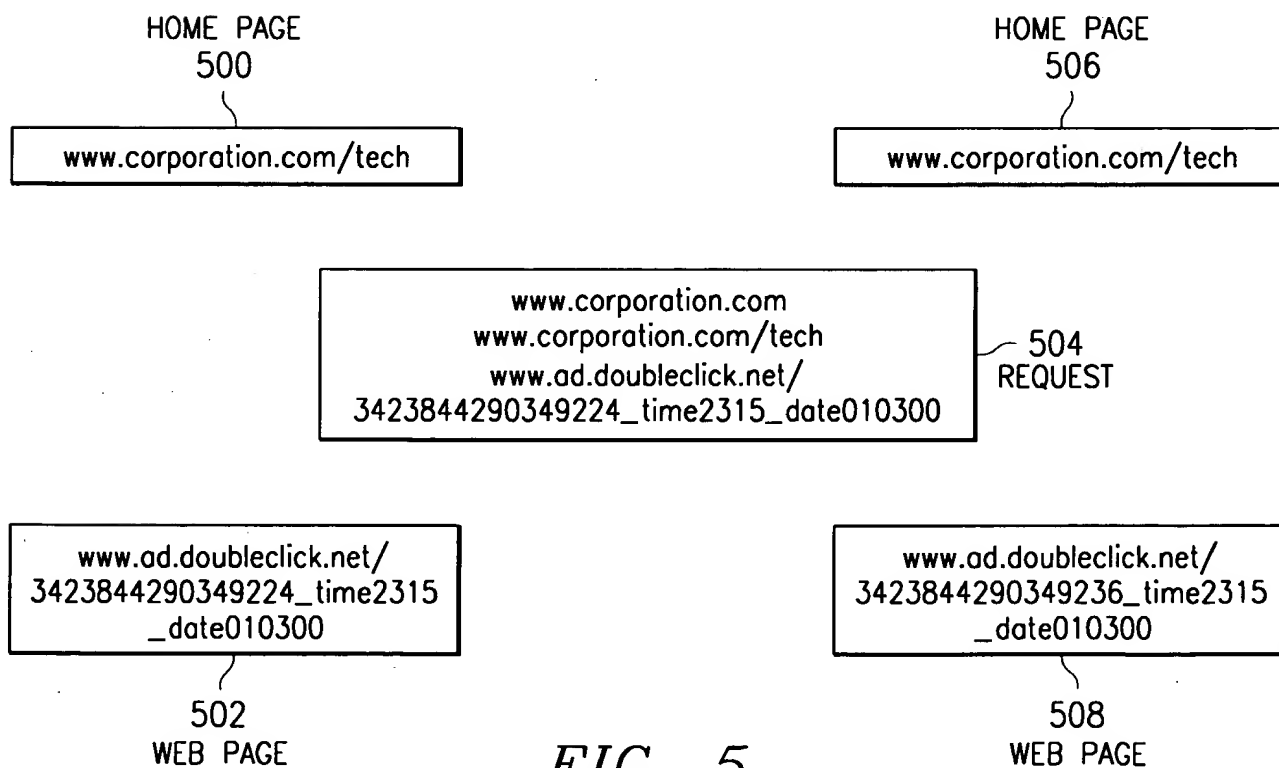 HOME PAGE
500
www.corporation.com/tech
HOME PAGE
506
www.corporation.com/tech
www.corporation.com
www.corporation.com/tech
www.ad.doubleclick.net/
3423844290349224_time2315_date010300
504
REQUEST
www.ad.doubleclick.net/
3423844290349224_time2315
_date010300
502
WEB PAGE
www.ad.doubleclick.net/
3423844290349236_time2315
_date010300
508
WEB PAGE
FIG. 5